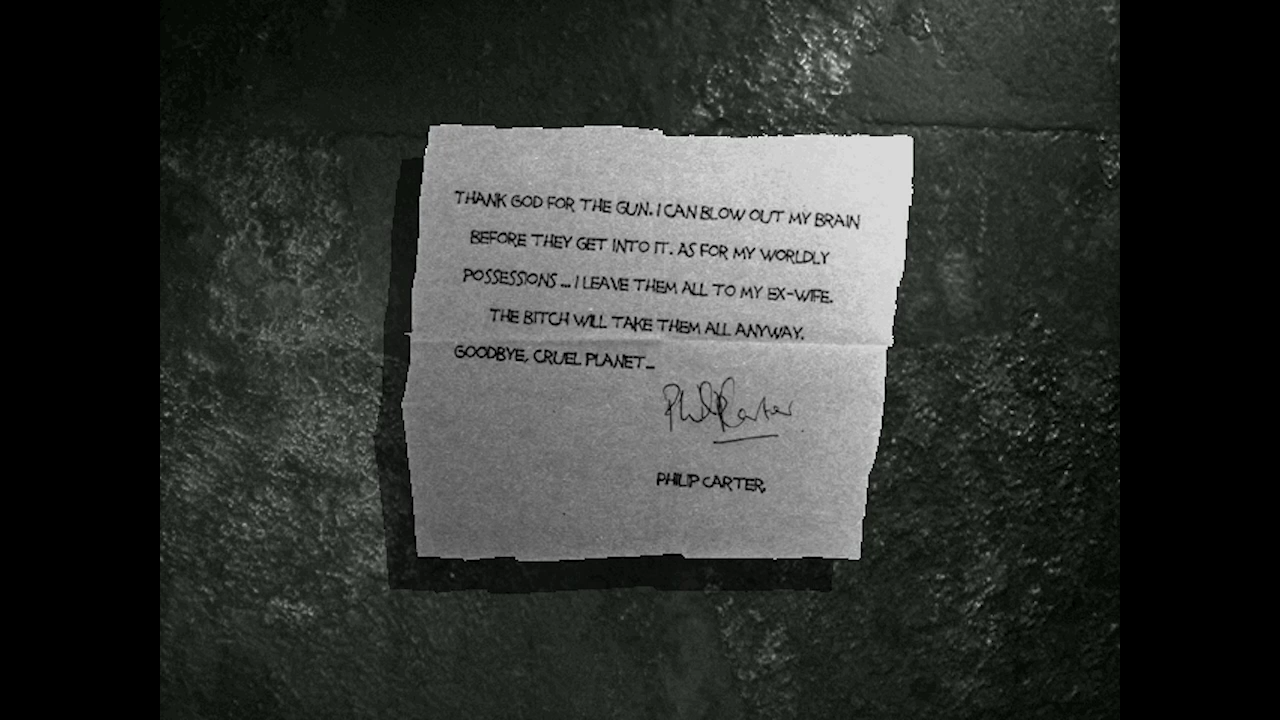 THANK GOD FOR THE GUN. I CAN BLOW OUT MY BRAIN
BEFORE THEY GET INTO IT. AS FOR MY WORLDLY
POSSESSIONS... I LEAVE THEM ALL TO MY EX-WIFE.
THE BITCH WILL TAKE THEM ALL ANYWAY.
GOODBYE, CRUEL PLANET...
Philip Carter
PHILIP CARTER.